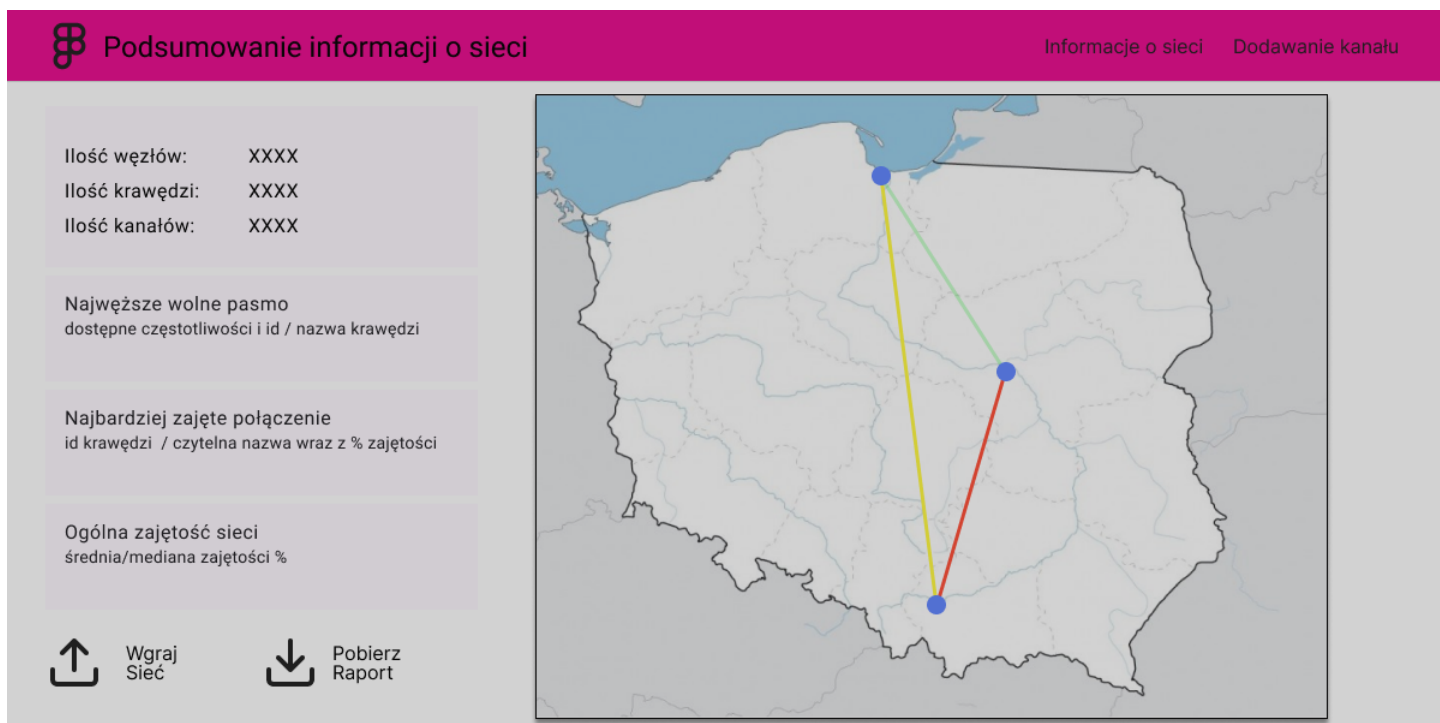 Podsumowanie informacji o sieci
Informacje o sieci
Dodawanie kanału
Ilość węzłów: XXXX
Ilość krawędzi: XXXX
Ilość kanałów: XXXX
Najwęższe wolne pasmo
dostępne częstotliwości i id / nazwa krawędzi
Najbardziej zajęte połączenie
id krawędzi / czytelna nazwa wraz z % zajętości
Ogólna zajętość sieci
średnia/mediana zajętości %
Wgraj
Sieć
Pobierz
Raport